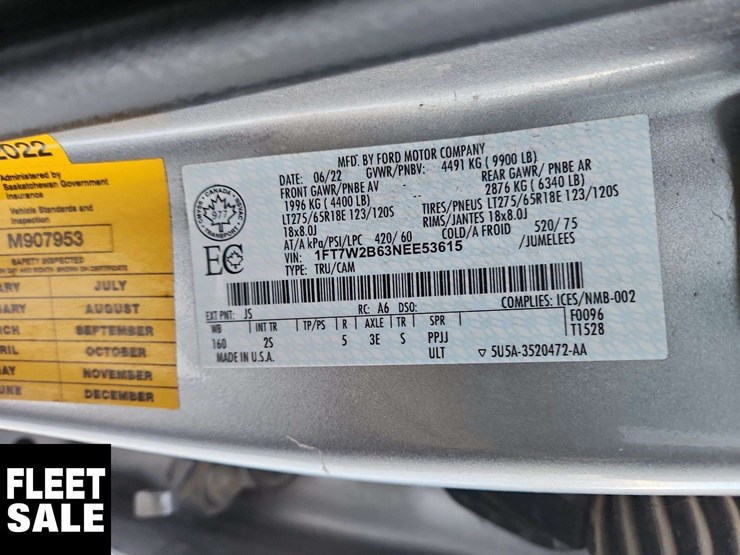 2022
Administered by
Saskatchewan Government
Insurance
Vehicle Standards and
Inspection
M907953
SAFETY INSPECTED
JULY
AUGUST
SEPTEMBER
OCTOBER
NOVEMBER
DECEMBER
MFD. BY FORD MOTOR COMPANY
DATE: 06/22 GVWR/PNBV: 4491 KG ( 9900 LB)
FRONT GAWR/PNBE AV REAR GAWR/ PNBE AR
1996 KG ( 4400 LB) 2876 KG ( 6340 LB)
LT275/65R18E 123/120S TIRES/PNEUS LT275/65R18E 123/120S
18x8.0J RIMS/JANTES 18x8.0J
AT/A kPa/PSI/LPC 420/ 60 COLD/A FROID 520/ 75
VIN: 1FT7W2B63NEE53615 /JUMELEES
TYPE: TRU/CAM
CANADA
977
TRANSPORT
EC
EXT PNT: JS RC: A6 DSO: COMPLIES: ICES/NMB-002
WB INT TR TP/PS R AXLE TR SPR F0096
160 2S 5 3E S PPJJ T1528
MADE IN U.S.A. ULT ▽ 5U5A-3520472-AA
FLEET
SALE